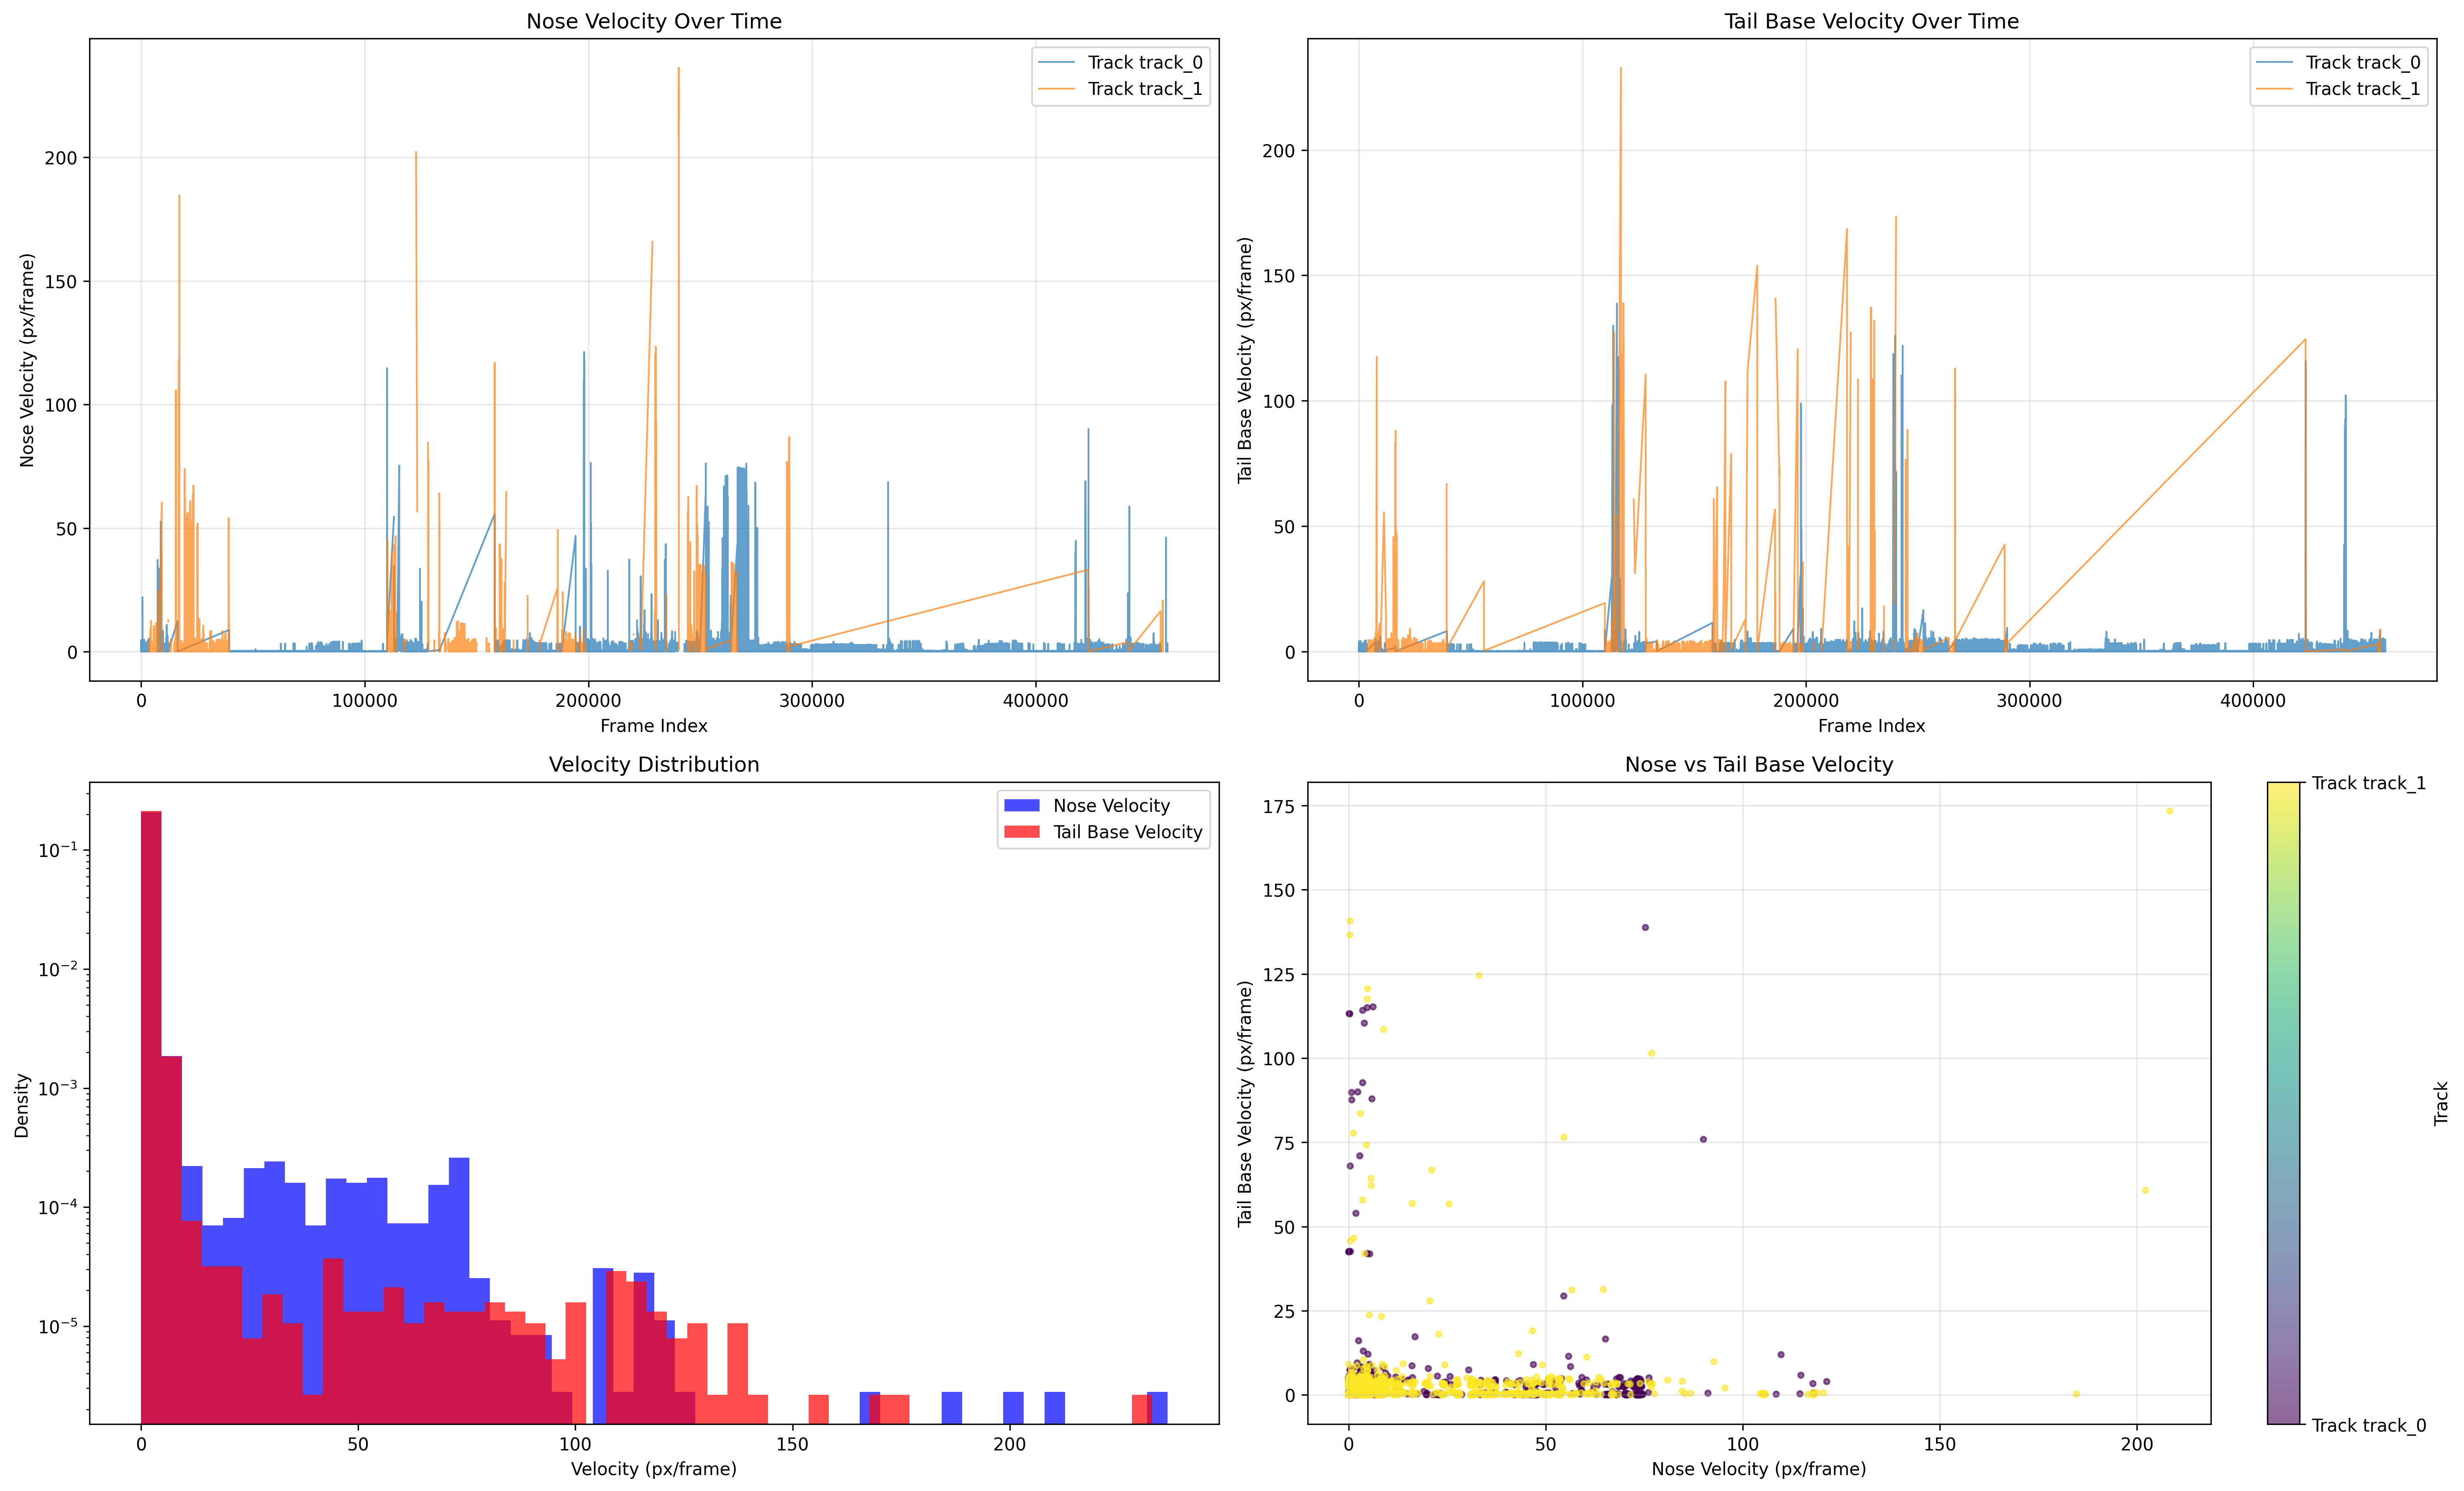 Nose Velocity Over Time
Nose Velocity (px/frame)
200
150
100
50
0
Track track_0
Track track_1
0 100000 200000 300000 400000
Frame Index
Tail Base Velocity Over Time
Tail Base Velocity (px/frame)
200
150
100
50
0
Track track_0
Track track_1
0 100000 200000 300000 400000
Frame Index
Velocity Distribution
Density
10⁻¹
10⁻²
10⁻³
10⁻⁴
10⁻⁵
Nose Velocity
Tail Base Velocity
0 50 100 150 200
Velocity (px/frame)
Nose vs Tail Base Velocity
Tail Base Velocity (px/frame)
175
150
125
100
75
50
25
0
0 50 100 150 200
Nose Velocity (px/frame)
Track track_1
Track
Track track_0